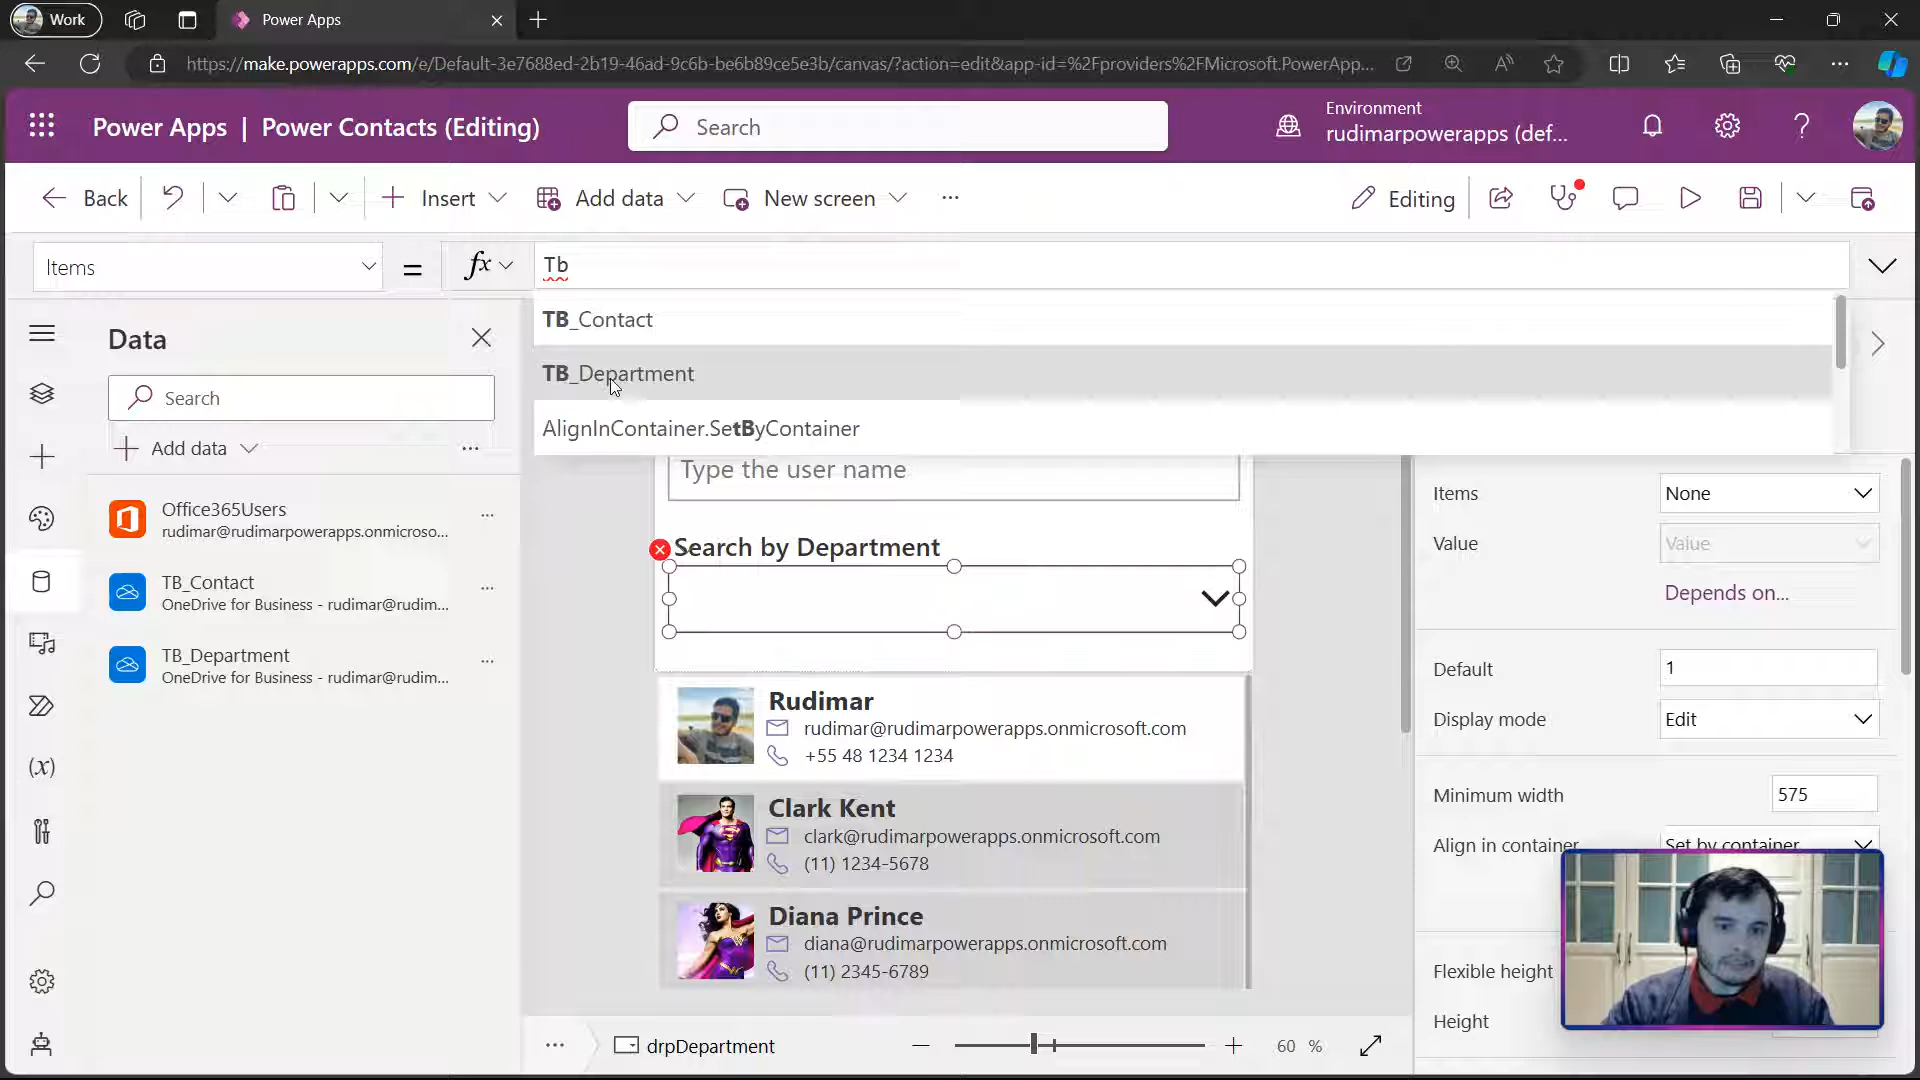 Work
Power Apps
https://make.powerapps.com/e/Default-3e7688ed-2b19-46ad-9c6b-be6b89ce5e3b/canvas/?action=edit&app-id=%2Fproviders%2FMicrosoft.PowerApp...
Power Apps | Power Contacts (Editing)
Search
Environment
rudimarpowerapps (def...
Back
Insert
Add data
New screen
...
Editing
Items
=
fx
Tb
TB_Contact
TB_Department
AlignInContainer.SetByContainer
Data
Search
Add data
Office365Users
rudimar@rudimarpowerapps.onmicroso...
TB_Contact
OneDrive for Business - rudimar@rudim...
TB_Department
OneDrive for Business - rudimar@rudim...
(x)
Type the user name
Search by Department
Rudimar
rudimar@rudimarpowerapps.onmicrosoft.com
+55 48 1234 1234
Clark Kent
clark@rudimarpowerapps.onmicrosoft.com
(11) 1234-5678
Diana Prince
diana@rudimarpowerapps.onmicrosoft.com
(11) 2345-6789
Items
None
Value
Value
Depends on...
Default
1
Display mode
Edit
Minimum width
575
Align in container
Set by container
Flexible height
Height
drpDepartment
60 %